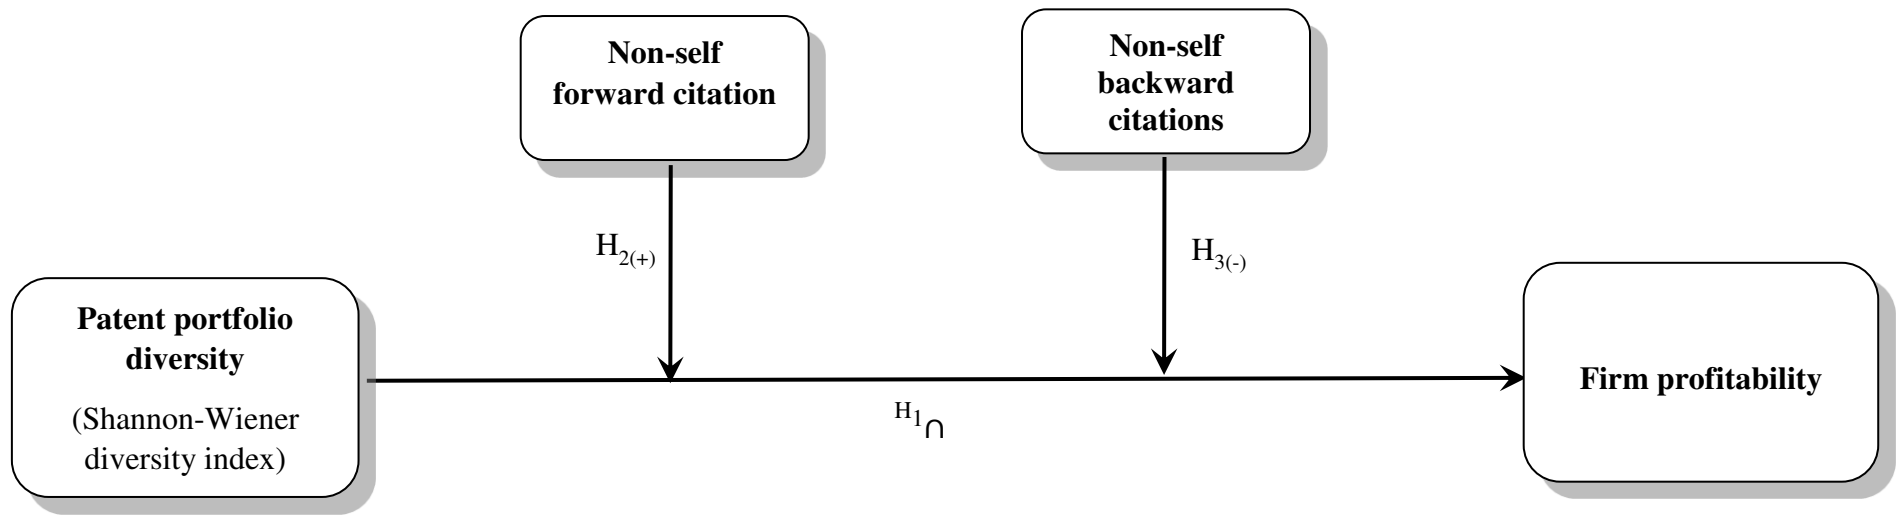 Non-self
forward citation
Non-self
backward
citations
H2(+)
H3(-)
Patent portfolio
diversity
(Shannon-Wiener
diversity index)
Firm profitability
H1∩